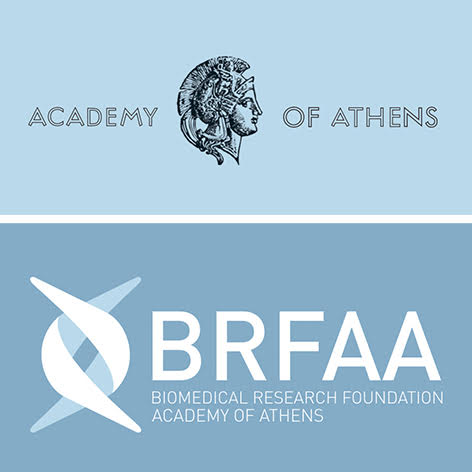 ACADEMY OF ATHENS
BRFAA
BIOMEDICAL RESEARCH FOUNDATION
ACADEMY OF ATHENS